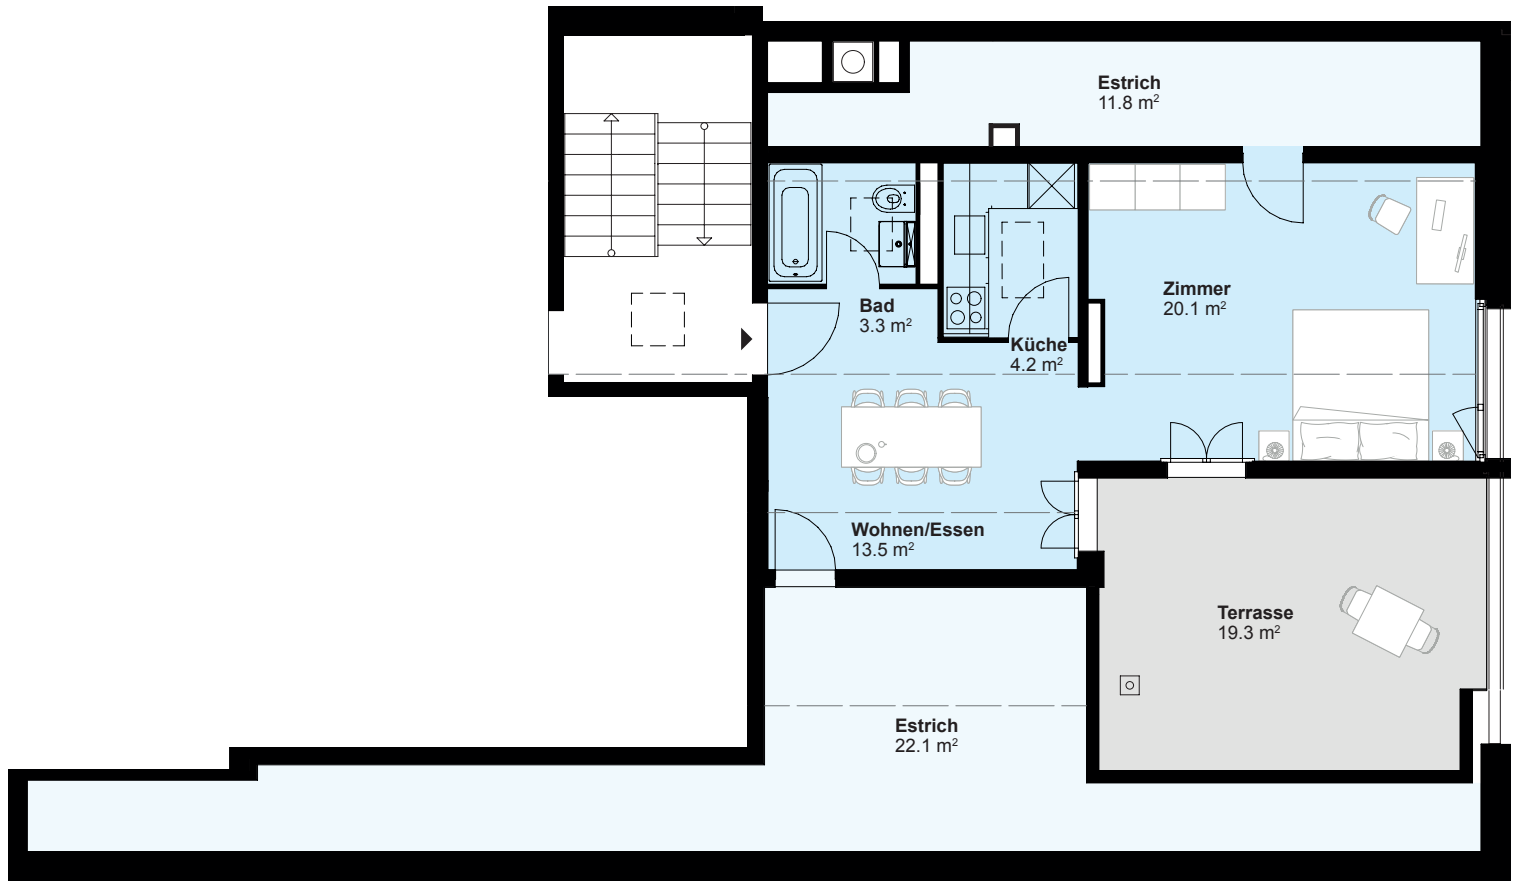 Estrich
11.8 m²
Zimmer
20.1 m²
Bad
3.3 m²
Küche
4.2 m²
Wohnen/Essen
13.5 m²
Terrasse
19.3 m²
Estrich
22.1 m²